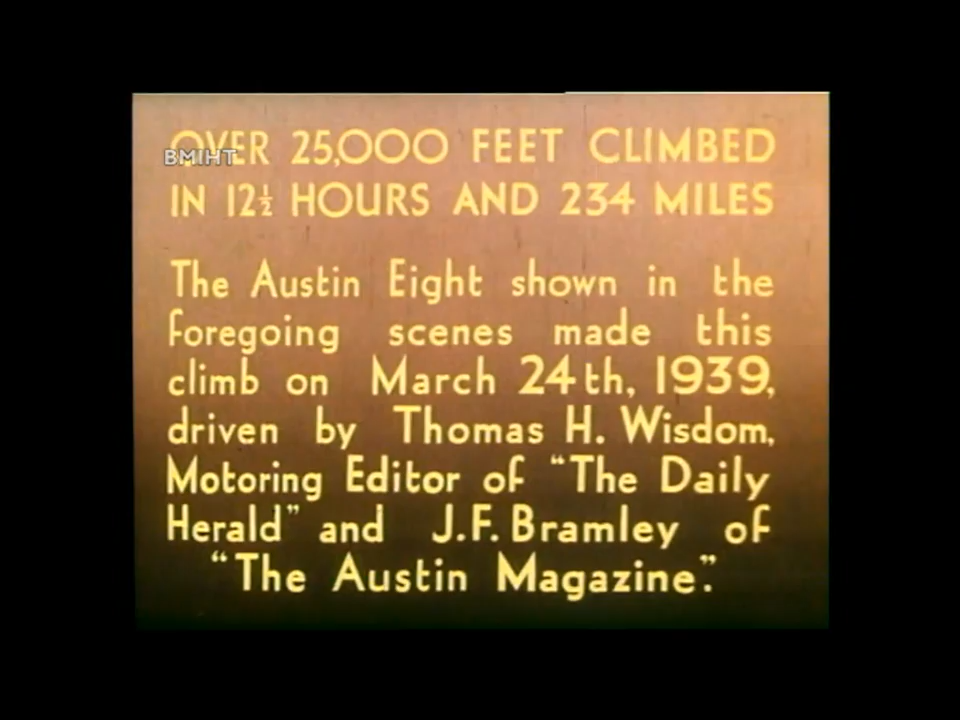 OVER 25,000 FEET CLIMBED
BMIHT
IN 12½ HOURS AND 234 MILES
The Austin Eight shown in the
foregoing scenes made this
climb on March 24th, 1939,
driven by Thomas H. Wisdom,
Motoring Editor of “The Daily
Herald” and J.F. Bramley of
“The Austin Magazine”.